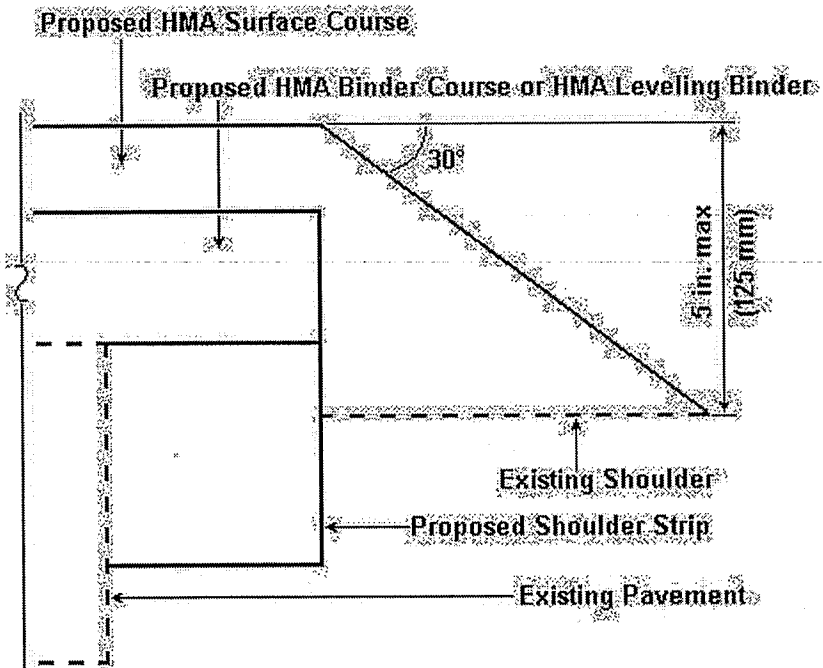 Proposed HMA Surface Course
Proposed HMA Binder Course or HMA Leveling Binder
30°
5 in. max
(125 mm)
Existing Shoulder
Proposed Shoulder Strip
Existing Pavement